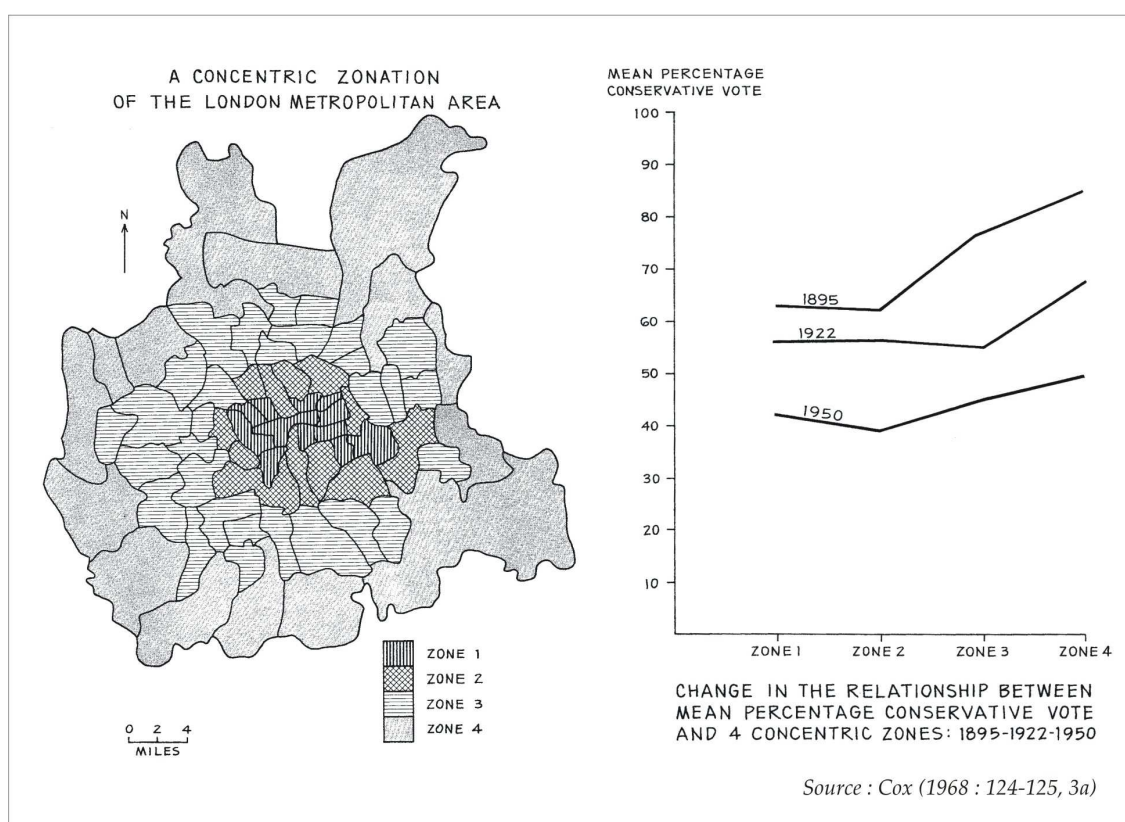 A CONCENTRIC ZONATION
OF THE LONDON METROPOLITAN AREA
N
ZONE 1
ZONE 2
ZONE 3
ZONE 4
0 2 4
MILES
MEAN PERCENTAGE
CONSERVATIVE VOTE
100
90
80
70
60
50
40
30
20
10
1895
1922
1950
ZONE 1 ZONE 2 ZONE 3 ZONE 4
CHANGE IN THE RELATIONSHIP BETWEEN
MEAN PERCENTAGE CONSERVATIVE VOTE
AND 4 CONCENTRIC ZONES: 1895-1922-1950
Source : Cox (1968 : 124-125, 3a)